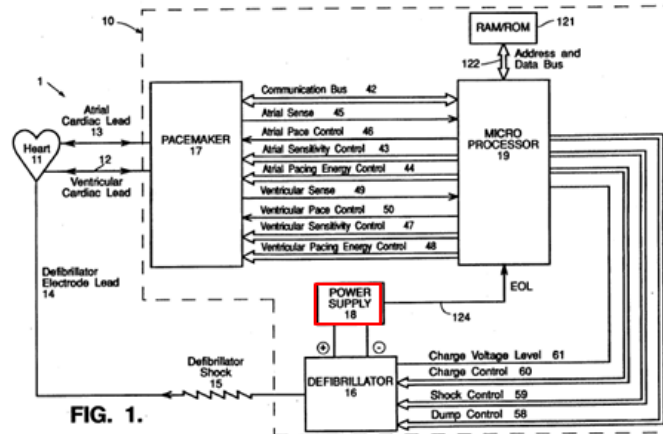 10
RAM/ROM
121
122
Address and
Data Bus
1
Atrial
Cardiac Lead
13
Heart
11
12
Ventricular
Cardiac Lead
PACEMAKER
17
Communication Bus 42
Atrial Sense 45
Atrial Pace Control 46
Atrial Sensitivity Control 43
Atrial Pacing Energy Control 44
Ventricular Sense 49
Ventricular Pace Control 50
Ventricular Sensitivity Control 47
Ventricular Pacing Energy Control 48
MICRO
PROCESSOR
19
Defibrillator
Electrode Lead
14
POWER
SUPPLY
18
EOL
124
+ -
Defibrillator
Shock
15
DEFIBRILLATOR
16
Charge Voltage Level 61
Charge Control 60
Shock Control 59
Dump Control 58
FIG. 1.